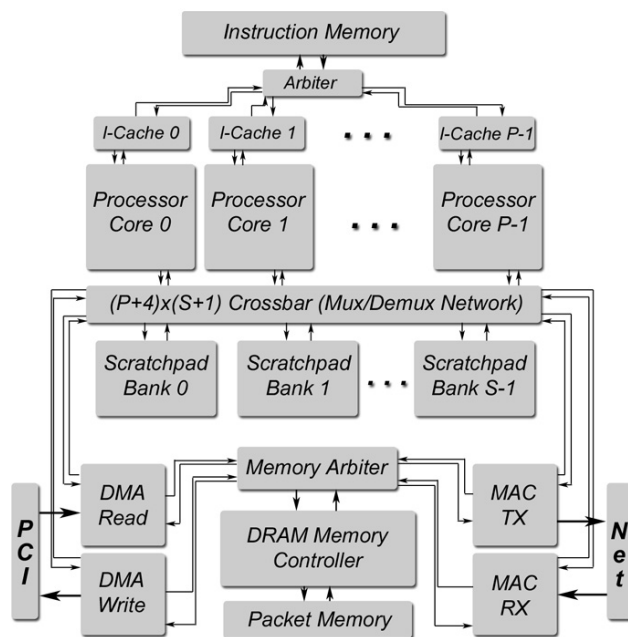 Instruction Memory
Arbiter
I-Cache 0
I-Cache 1
I-Cache P-1
Processor
Core 0
Processor
Core 1
Processor
Core P-1
(P+4)x(S+1) Crossbar (Mux/Demux Network)
Scratchpad
Bank 0
Scratchpad
Bank 1
Scratchpad
Bank S-1
PCI
DMA
Read
Memory Arbiter
MAC
TX
Net
DRAM Memory
Controller
DMA
Write
MAC
RX
Packet Memory